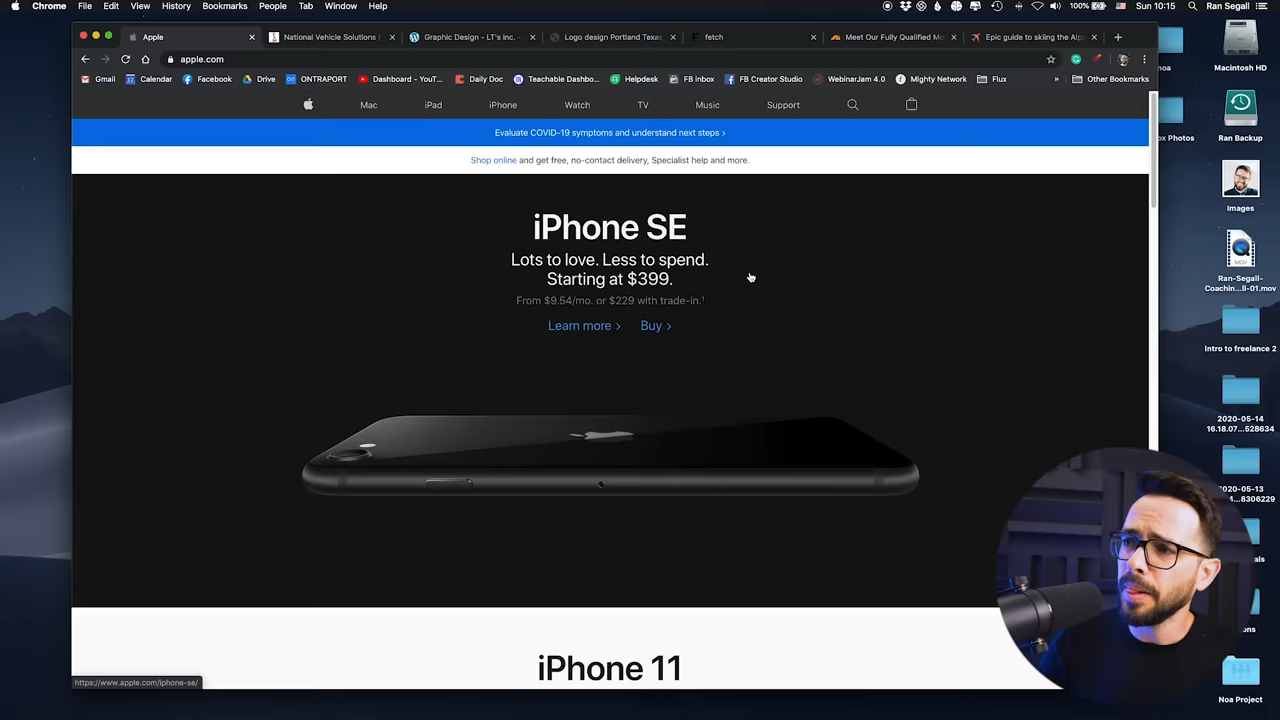 Chrome File Edit View History Bookmarks People Tab Window Help 100% Sun 10:15 Ran Segall
Apple National Vehicle Solutions | Graphic Design - LT's Inc. - Logo design Portland Texas fetch Meet Our Fully Qualified Mo Epic guide to skiing the Alps
apple.com
Gmail Calendar Facebook Drive ONTRAPORT Dashboard - YouT... Daily Doc Teachable Dashbo... Helpdesk FB inbox FB Creator Studio WebinarJam 4.0 Mighty Network Flux » Other Bookmarks
Mac iPad iPhone Watch TV Music Support
Evaluate COVID-19 symptoms and understand next steps ›
Shop online and get free, no-contact delivery, Specialist help and more.
iPhone SE
Lots to love. Less to spend.
Starting at $399.
From $9.54/mo. or $229 with trade-in.¹
Learn more › Buy ›
iPhone 11
https://www.apple.com/iphone-se/
Macintosh HD
Ran Backup
Images
Ran-Segall-
Coachin...ll-01.mov
Intro to freelance 2
2020-05-14
16.18.07...528634
2020-05-13
Noa Project